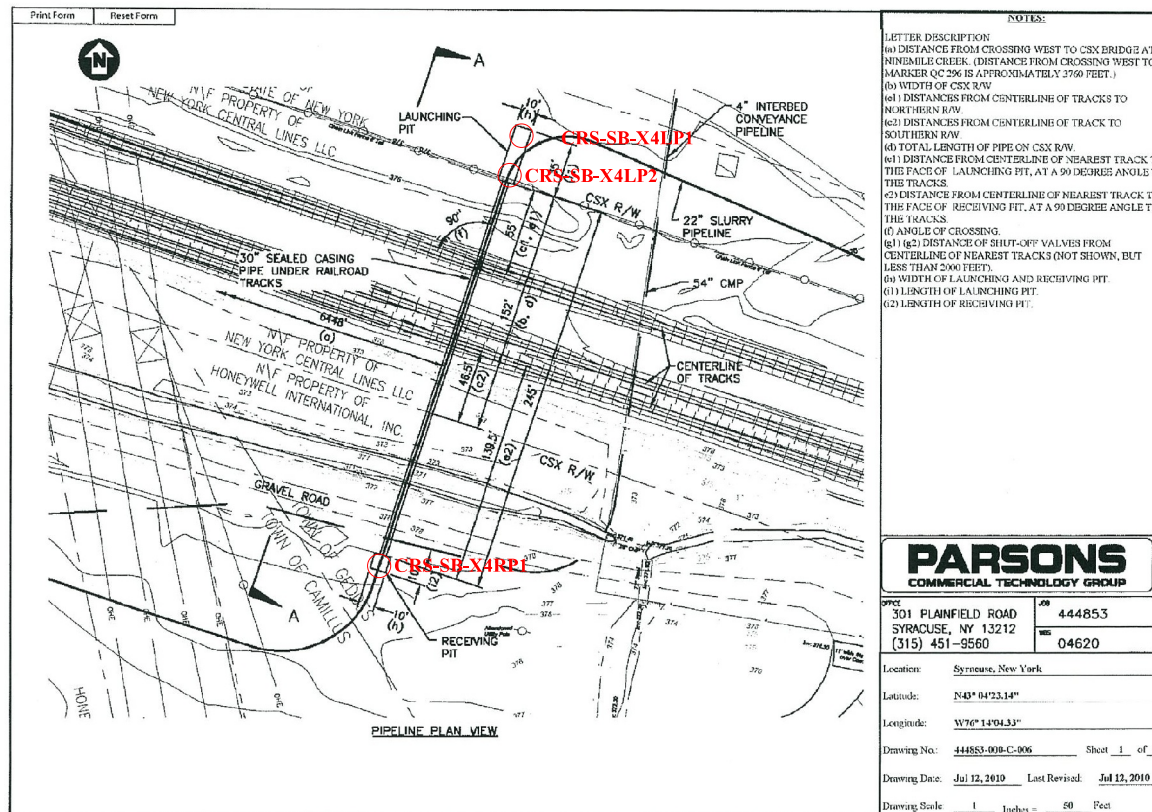 Print Form
Reset Form
N
A
N\F PROPERTY OF
NEW YORK CENTRAL LINES LLC
OF NEW YORK
LAUNCHING
PIT
10'
(h)
4" INTERBED
CONVEYANCE
PIPELINE
CRS-SB-X4LP1
CRS-SB-X4LP2
376
CSX R/W
22" SLURRY
PIPELINE
90°
(f)
55'
(c1, g1)
30" SEALED CASING
PIPE UNDER RAILROAD
TRACKS
54" CMP
152'
(b, d)
6448'
(a)
N\F PROPERTY OF
NEW YORK CENTRAL LINES LLC
N\F PROPERTY OF
HONEYWELL INTERNATIONAL, INC.
46.5'
(c2)
CENTERLINE
OF TRACKS
245'
139.5'
(e2)
CSX R/W
GRAVEL ROAD
CRS-SB-X4RP1
(i2)
TOWN OF CAMILLUS
A
10'
(h)
RECEIVING
PIT
Abandoned
Utility Pole
PIPELINE PLAN VIEW
NOTES:
LETTER DESCRIPTION
(a) DISTANCE FROM CROSSING WEST TO CSX BRIDGE AT
NINEMILE CREEK. (DISTANCE FROM CROSSING WEST TO
MARKER QC 296 IS APPROXIMATELY 3760 FEET.)
(b) WIDTH OF CSX R/W
(c1) DISTANCES FROM CENTERLINE OF TRACKS TO
NORTHERN R/W.
(c2) DISTANCES FROM CENTERLINE OF TRACK TO
SOUTHERN R/W.
(d) TOTAL LENGTH OF PIPE ON CSX R/W.
(e1) DISTANCE FROM CENTERLINE OF NEAREST TRACK T
THE FACE OF LAUNCHING PIT, AT A 90 DEGREE ANGLE T
THE TRACKS.
e2) DISTANCE FROM CENTERLINE OF NEAREST TRACK T
THE FACE OF RECEIVING PIT, AT A 90 DEGREE ANGLE T
THE TRACKS.
(f) ANGLE OF CROSSING.
(g1) (g2) DISTANCE OF SHUT-OFF VALVES FROM
CENTERLINE OF NEAREST TRACKS (NOT SHOWN, BUT
LESS THAN 2000 FEET).
(h) WIDTH OF LAUNCHING AND RECEIVING PIT.
(i1) LENGTH OF LAUNCHING PIT.
(i2) LENGTH OF RECEIVING PIT.
PARSONS
COMMERCIAL TECHNOLOGY GROUP
OFFICE
301 PLAINFIELD ROAD
SYRACUSE, NY 13212
(315) 451-9560
JOB
444853
WBS
04620
Location: Syracuse, New York
Latitude: N43° 04'23.14"
Longitude: W76° 14'04.33"
Drawing No.: 444853-000-C-006 Sheet 1 of
Drawing Date: Jul 12, 2010 Last Revised: Jul 12, 2010
Drawing Scale 1 Inches = 50 Feet